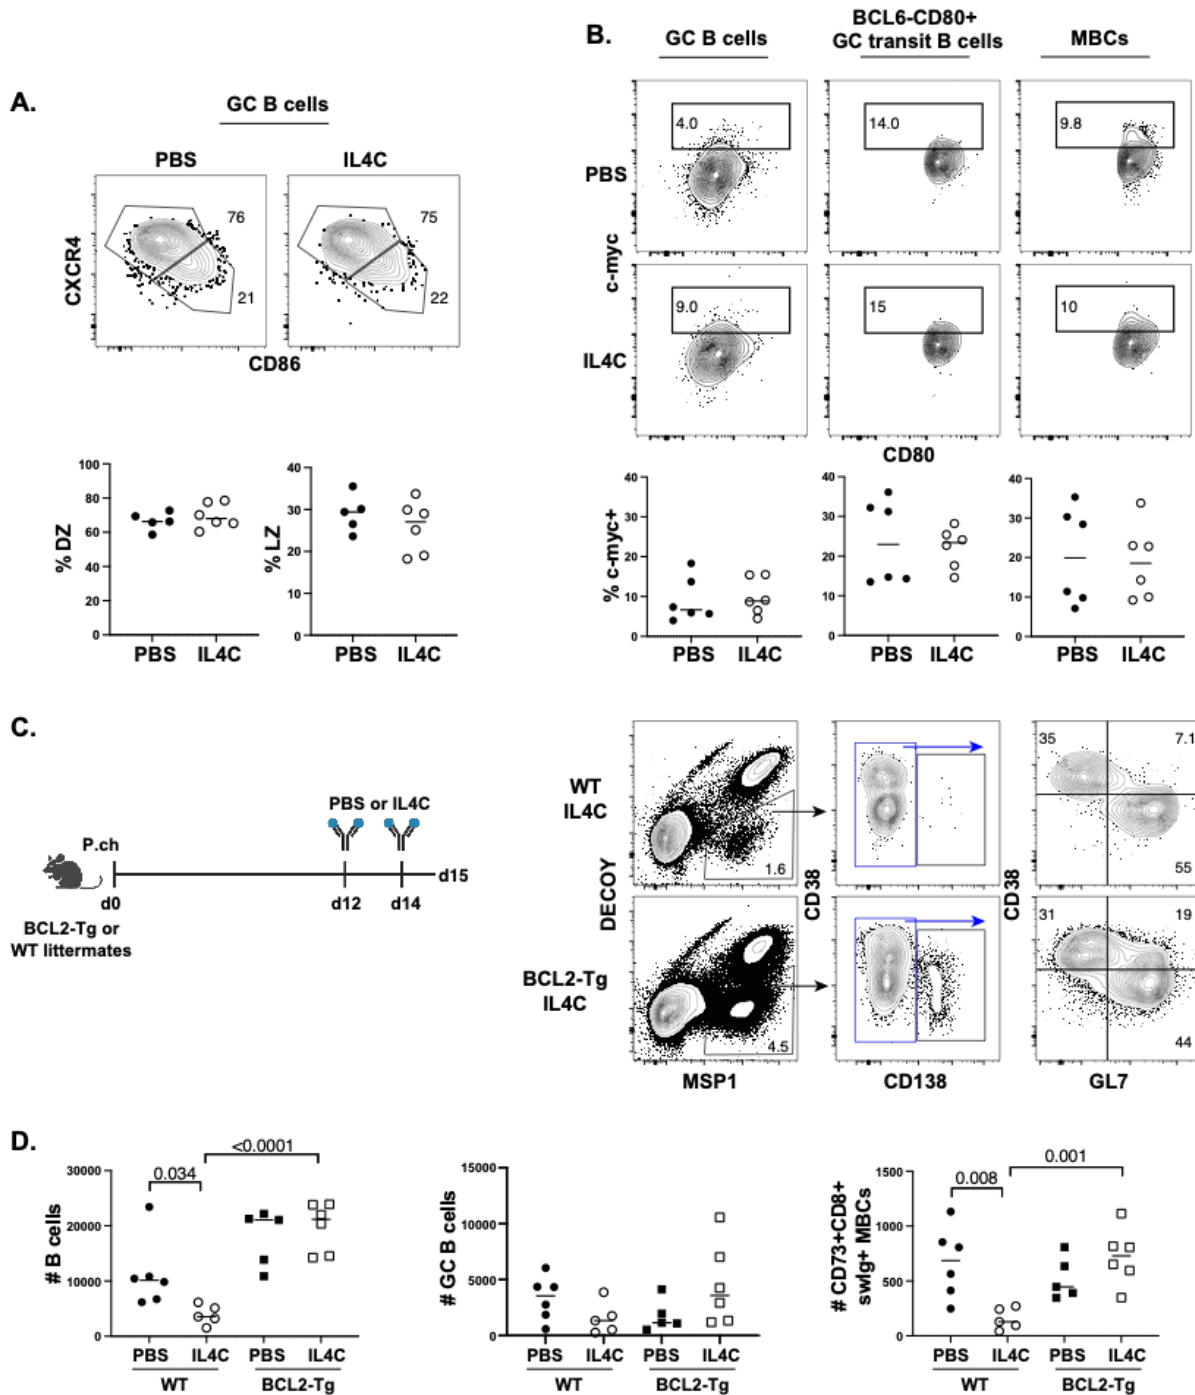 A.
GC B cells
PBS
IL4C
CXCR4
76
21
75
22
CD86
% DZ
100
80
60
40
20
0
PBS
IL4C
% LZ
40
30
20
10
0
PBS
IL4C
B.
GC B cells
BCL6-CD80+
GC transit B cells
MBCs
PBS
4.0
14.0
9.8
c-myc
IL4C
9.0
15
10
CD80
% c-myc+
40
30
20
10
0
PBS
IL4C
40
30
20
10
0
PBS
IL4C
40
30
20
10
0
PBS
IL4C
C.
P.ch
PBS or IL4C
d0
d12
d14
d15
BCL2-Tg or
WT littermates
WT
IL4C
BCL2-Tg
IL4C
DECOY
1.6
4.5
MSP1
CD38
CD138
CD38
35
7.1
55
31
19
44
GL7
D.
# B cells
30000
20000
10000
0
0.034
<0.0001
PBS
IL4C
PBS
IL4C
WT
BCL2-Tg
# GC B cells
15000
10000
5000
0
PBS
IL4C
PBS
IL4C
WT
BCL2-Tg
# CD73+CD8+
swIg+ MBCs
1500
1000
500
0
0.008
0.001
PBS
IL4C
PBS
IL4C
WT
BCL2-Tg